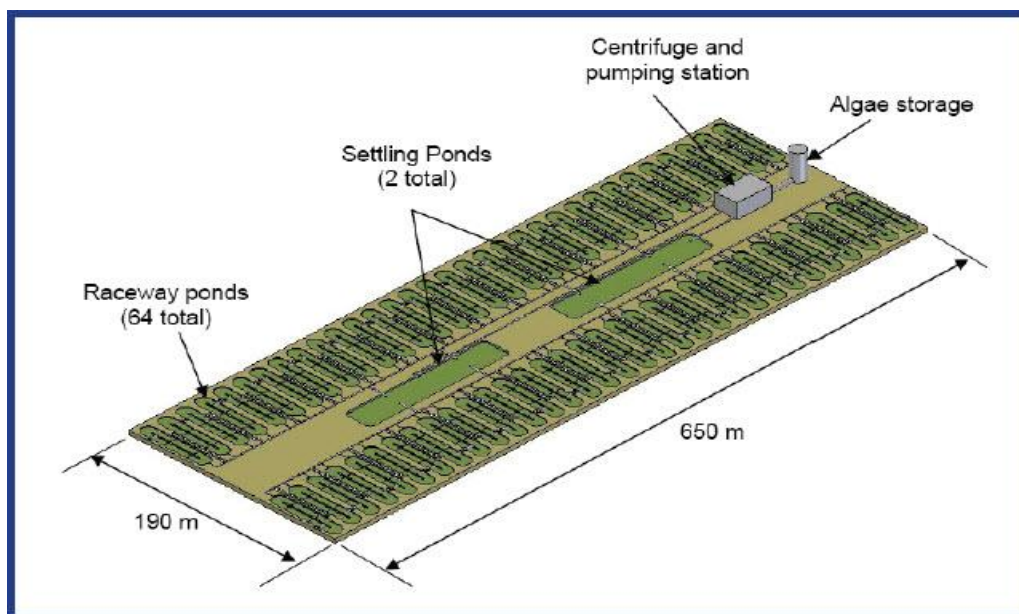 Centrifuge and
pumping station
Algae storage
Settling Ponds
(2 total)
Raceway ponds
(64 total)
650 m
190 m